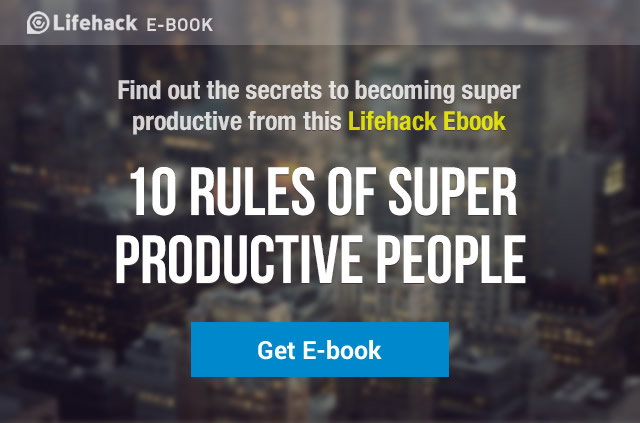 Lifehack E-BOOK
Find out the secrets to becoming super
productive from this Lifehack Ebook
10 RULES OF SUPER
PRODUCTIVE PEOPLE
Get E-book